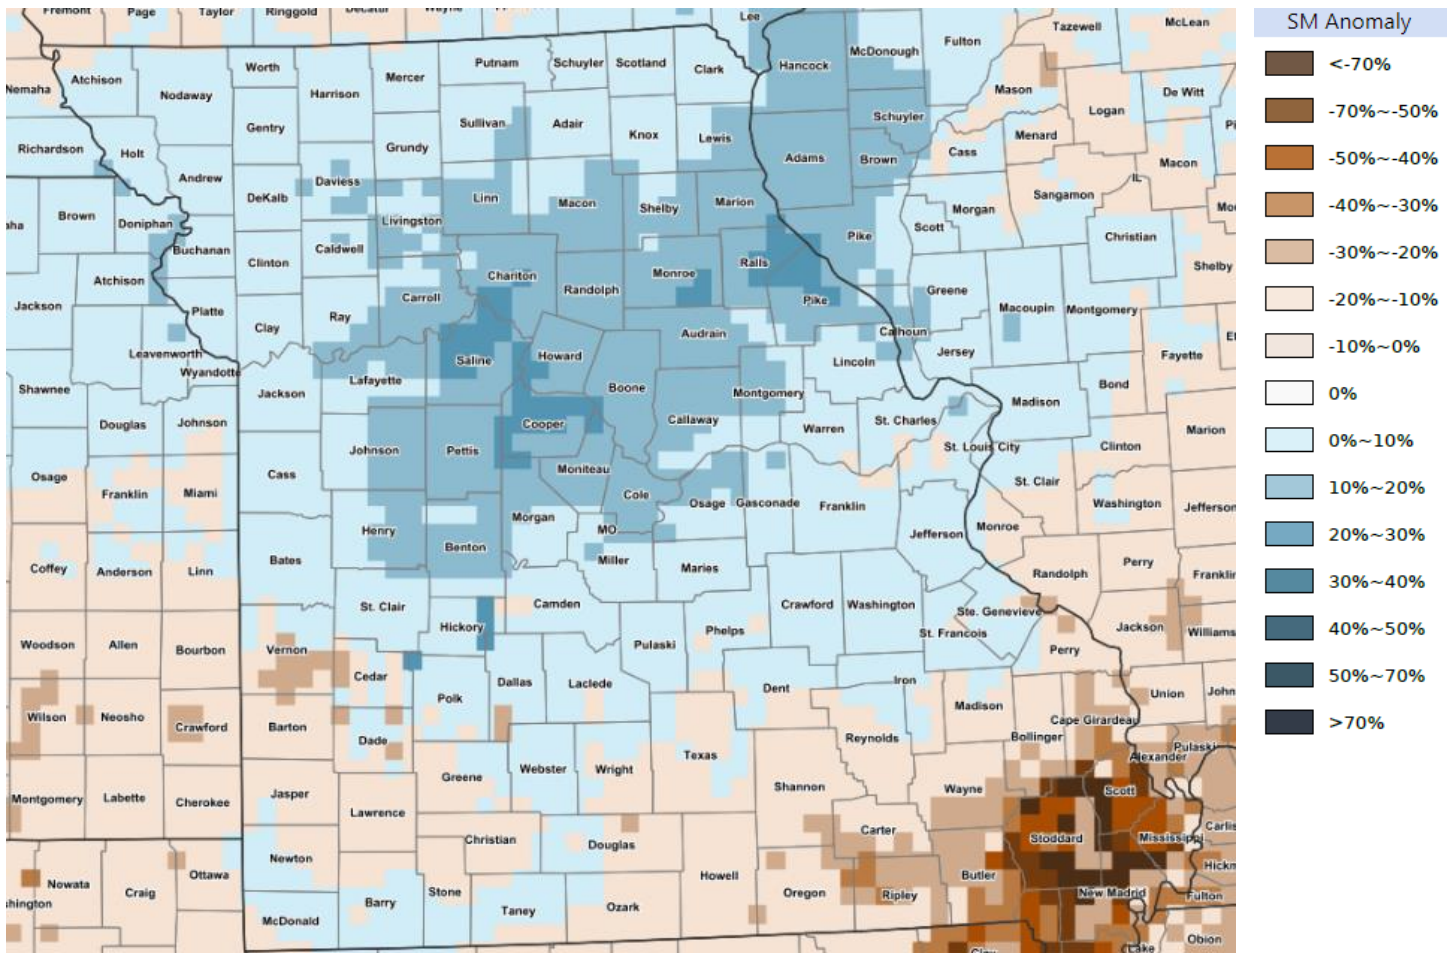 Fremont Page Taylor Ringgold Decatur Wayne Lee Tazewell McLean
McDonough Fulton
Worth Putnam Schuyler Scotland Clark Hancock
Atchison Mercer
Nemaha Nodaway Harrison Mason De Witt
Logan
Gentry Sullivan Adair Knox Lewis Schuyler Menard
Richardson Holt Grundy Adams Brown Cass Macon
Andrew Daviess IL
DeKalb Linn Macon Shelby Marion Sangamon
Brown Doniphan Livingston Pike Scott Morgan Christian
Buchanan Caldwell
Clinton Chariton Monroe Ralls Shelby
Atchison Randolph Greene
Jackson Platte Carroll Pike Macoupin Montgomery
Clay Ray Audrain Calhoun
Leavenworth Saline Howard Lincoln Jersey Fayette
Wyandotte
Shawnee Jackson Lafayette Boone Montgomery Bond
Madison
Douglas Johnson Cooper Callaway Warren St. Charles Marion
Johnson Pettis St. Louis City Clinton
Osage Cass Moniteau
Franklin Miami Cole Osage Gasconade Franklin St. Clair Washington Jefferson
Henry Morgan MO Jefferson Monroe
Benton Miller
Coffey Anderson Linn Bates Maries Randolph Perry Franklin
St. Clair Camden Crawford Washington Ste. Genevieve
Hickory Phelps St. Francois Jackson Williams
Woodson Allen Bourbon Vernon Pulaski Perry
Cedar Dallas Laclede Dent Iron
Polk Madison Union John
Wilson Neosho Crawford Barton Cape Girardeau
Dade Reynolds Bollinger Pulaski
Texas Alexander
Greene Webster Wright
Montgomery Labette Cherokee Jasper Shannon Wayne Scott
Lawrence
Christian Douglas Carter Stoddard Mississippi Carlis
Newton
Nowata Craig Ottawa Stone Howell Oregon Ripley Butler New Madrid Hickm
shington Barry Fulton
McDonald Taney Ozark
Obion
Clay Lake
SM Anomaly
<-70%
-70%~-50%
-50%~-40%
-40%~-30%
-30%~-20%
-20%~-10%
-10%~0%
0%
0%~10%
10%~20%
20%~30%
30%~40%
40%~50%
50%~70%
>70%